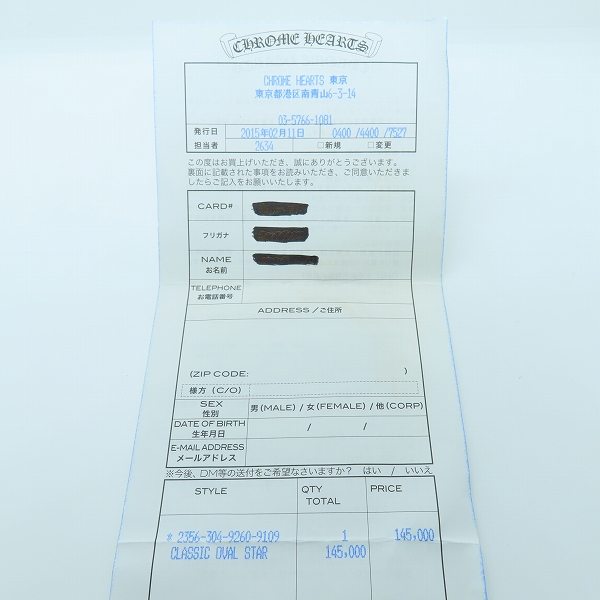 CHROME HEARTS
CHROME HEARTS 東京
東京都港区南青山6-3-14
03-5766-1081
発行日 2015年02月11日 0400 /4400 /7527
担当者 2634 □新規 □変更
この度はお買上げいただき、誠にありがとうございます。
裏面に記載された事項をお読みいただき、ご同意いただきま
したらご記入をお願いいたします。
CARD#
フリガナ
NAME
お名前
TELEPHONE
お電話番号
ADDRESS /ご住所
(ZIP CODE: )
様方 (C/O)
SEX
性別
男(MALE) / 女(FEMALE) / 他(CORP)
DATE OF BIRTH
生年月日
/ /
E-MAIL ADDRESS
メールアドレス
※今後、DM等の送付をご希望なさいますか? はい / いいえ
STYLE QTY PRICE
TOTAL
* 2356-304-9260-9109 1 145,000
CLASSIC OVAL STAR 145,000